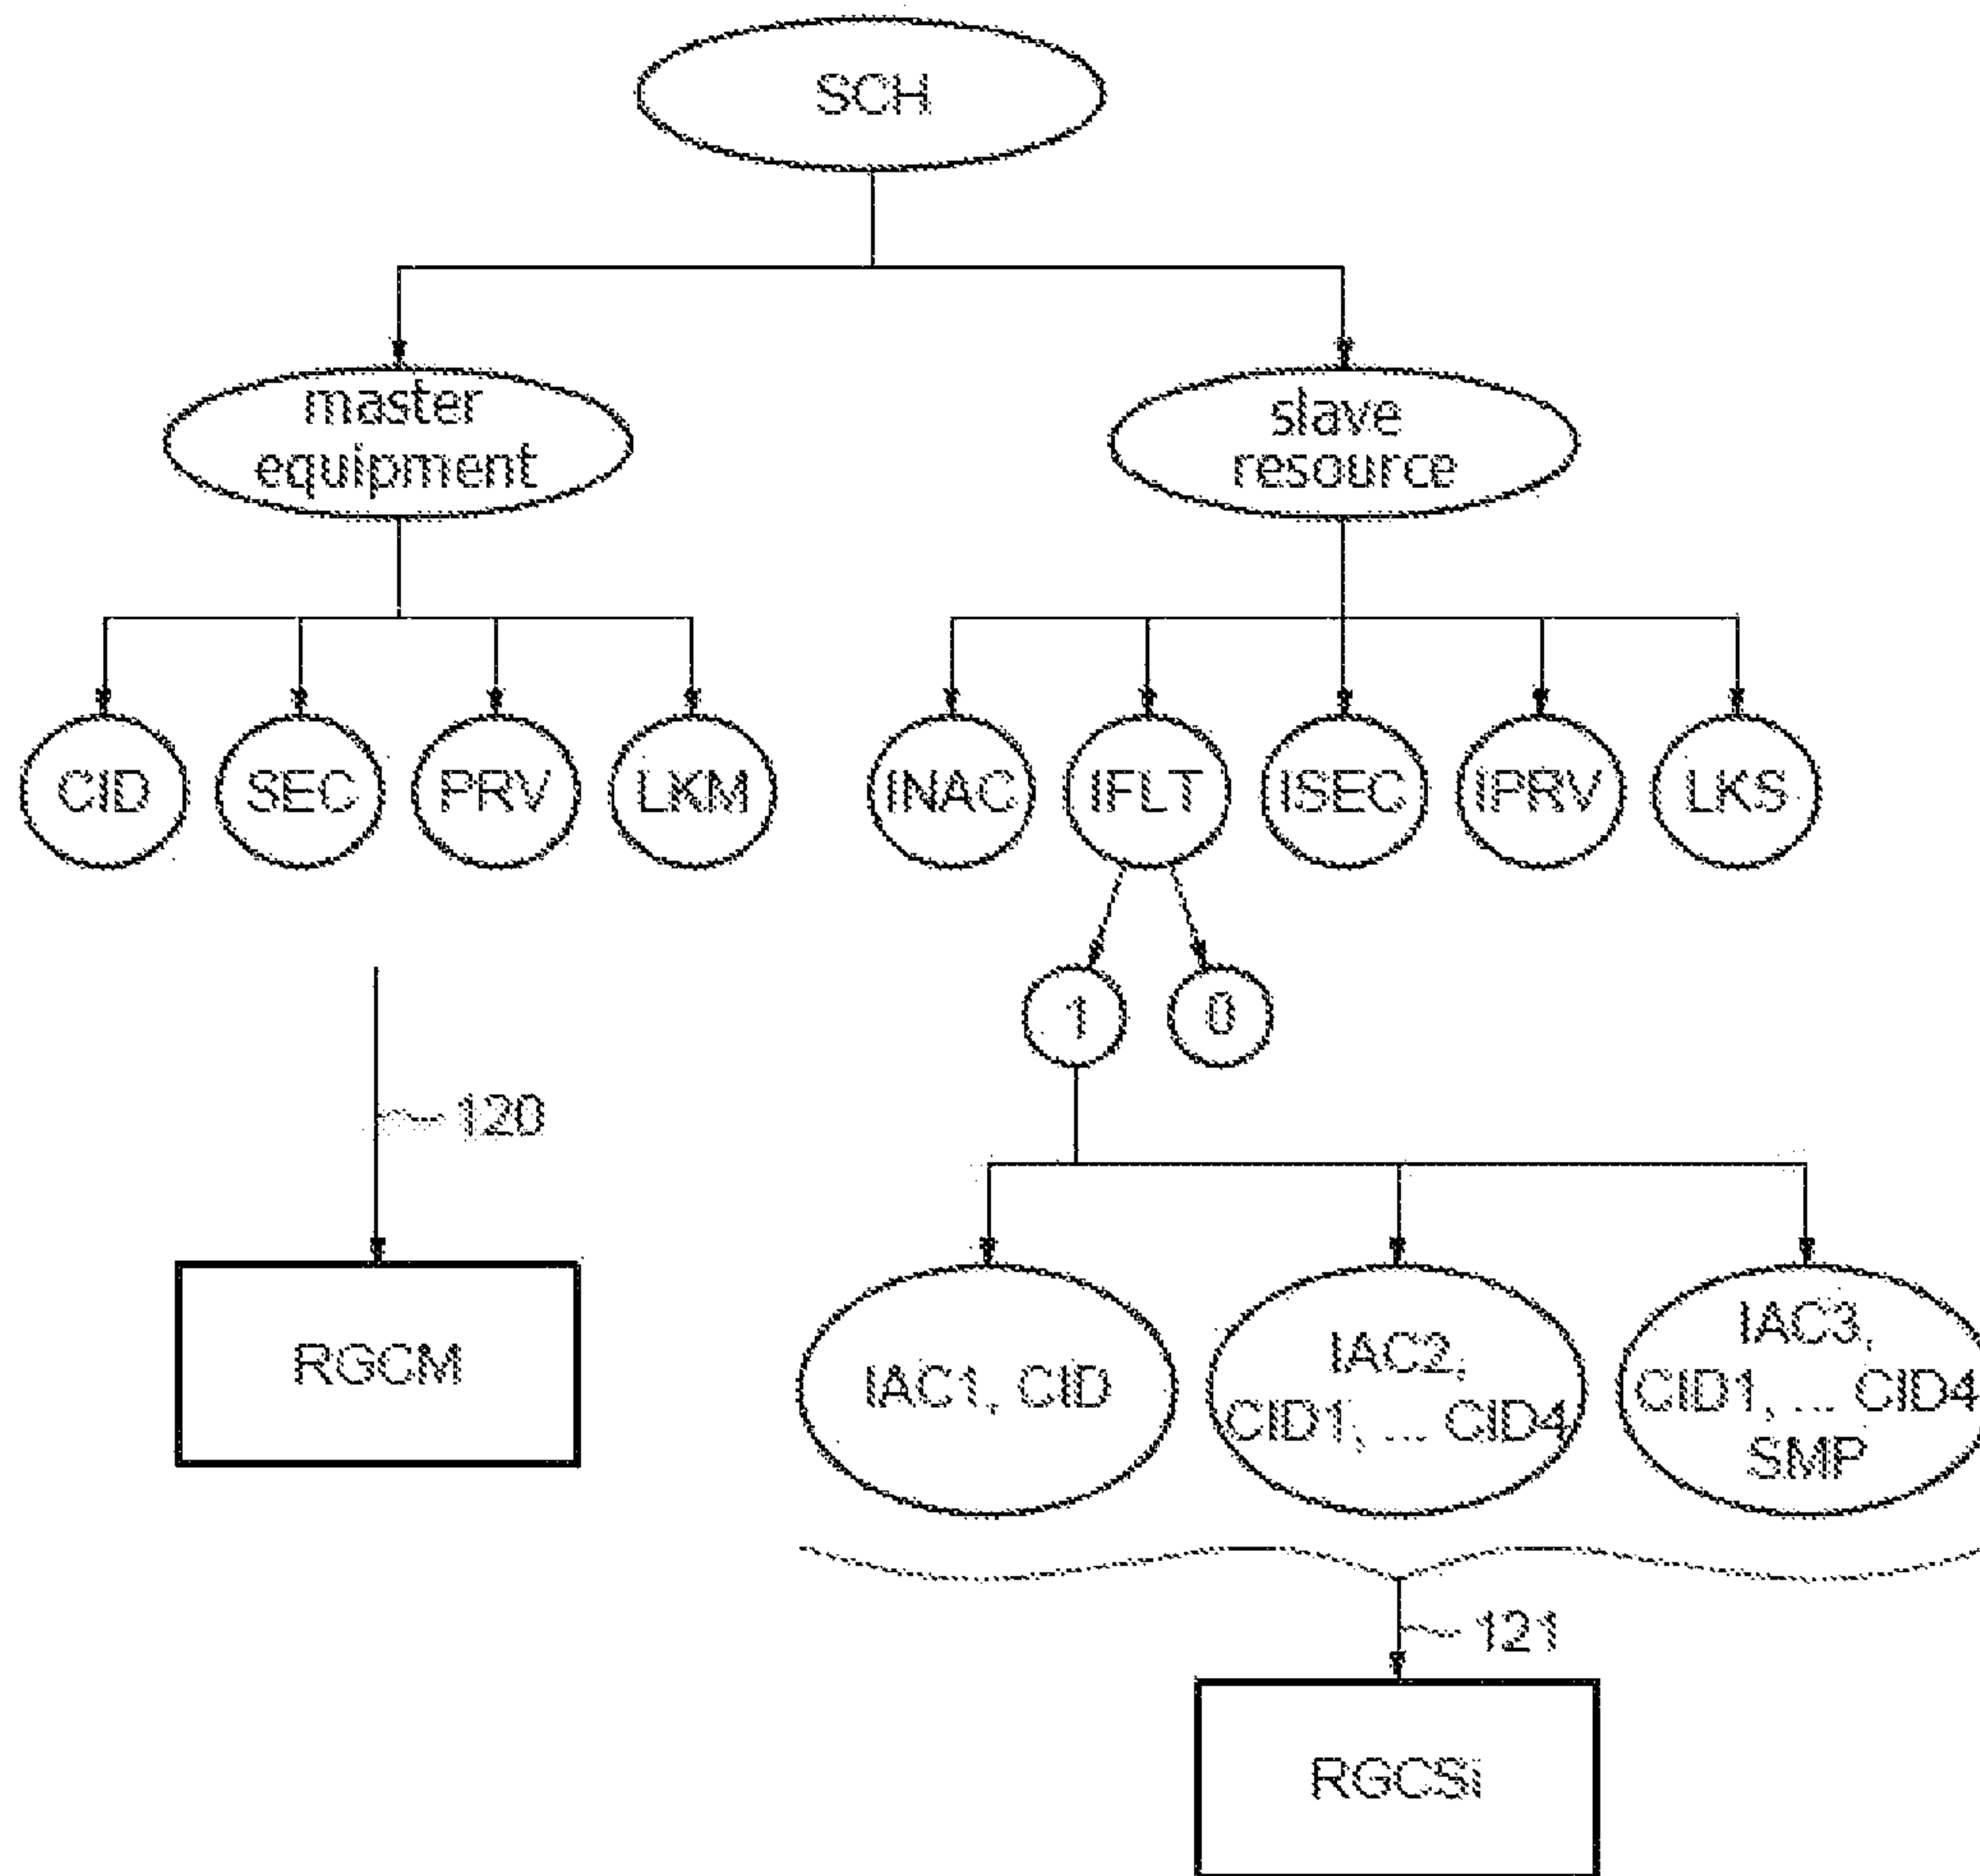 SCH
master
equipment
slave
resource
CID
SEC
PRV
LKM
INAC
IFLT
ISEC
IPRV
LKS
1
0
120
RGCM
IAC1, CID
IAC2,
CID1, ... CID4
IAC3,
CID1, ... CID4
SMP
121
RGCSi